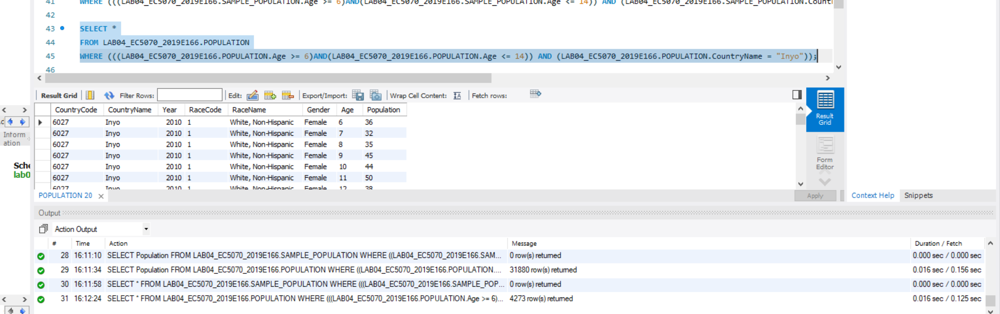 41 WHERE (((LAB04_EC5070_2019E166.SAMPLE_POPULATION.Age >= 6)AND(LAB04_EC5070_2019E166.SAMPLE_POPULATION.Age <= 14)) AND (LAB04_EC5070_2019E166.SAMPLE_POPULATION.Count
42
43 SELECT *
44 FROM LAB04_EC5070_2019E166.POPULATION
45 WHERE (((LAB04_EC5070_2019E166.POPULATION.Age >= 6)AND(LAB04_EC5070_2019E166.POPULATION.Age <= 14)) AND (LAB04_EC5070_2019E166.POPULATION.CountryName = "Inyo"));
46
Result Grid Filter Rows: Edit: Export/Import: Wrap Cell Content: Fetch rows:
CountryCode CountryName Year RaceCode RaceName Gender Age Population
6027 Inyo 2010 1 White, Non-Hispanic Female 6 36
6027 Inyo 2010 1 White, Non-Hispanic Female 7 32
6027 Inyo 2010 1 White, Non-Hispanic Female 8 35
6027 Inyo 2010 1 White, Non-Hispanic Female 9 45
6027 Inyo 2010 1 White, Non-Hispanic Female 10 44
6027 Inyo 2010 1 White, Non-Hispanic Female 11 50
6027 Inyo 2010 1 White, Non-Hispanic Female 12 38
Result
Grid
Form
Editor
Inform
ation
Sche
lab0
POPULATION 20
Apply
Context Help Snippets
Output
Action Output
# Time Action Message Duration / Fetch
28 16:11:10 SELECT Population FROM LAB04_EC5070_2019E166.SAMPLE_POPULATION WHERE ((LAB04_EC5070_2019E166.SAM... 0 row(s) returned 0.000 sec / 0.000 sec
29 16:11:34 SELECT Population FROM LAB04_EC5070_2019E166.POPULATION WHERE ((LAB04_EC5070_2019E166.POPULATION.... 31880 row(s) returned 0.016 sec / 0.156 sec
30 16:11:58 SELECT * FROM LAB04_EC5070_2019E166.SAMPLE_POPULATION WHERE (((LAB04_EC5070_2019E166.SAMPLE_POP... 0 row(s) returned 0.000 sec / 0.000 sec
31 16:12:24 SELECT * FROM LAB04_EC5070_2019E166.POPULATION WHERE (((LAB04_EC5070_2019E166.POPULATION.Age >= 6)... 4273 row(s) returned 0.016 sec / 0.125 sec